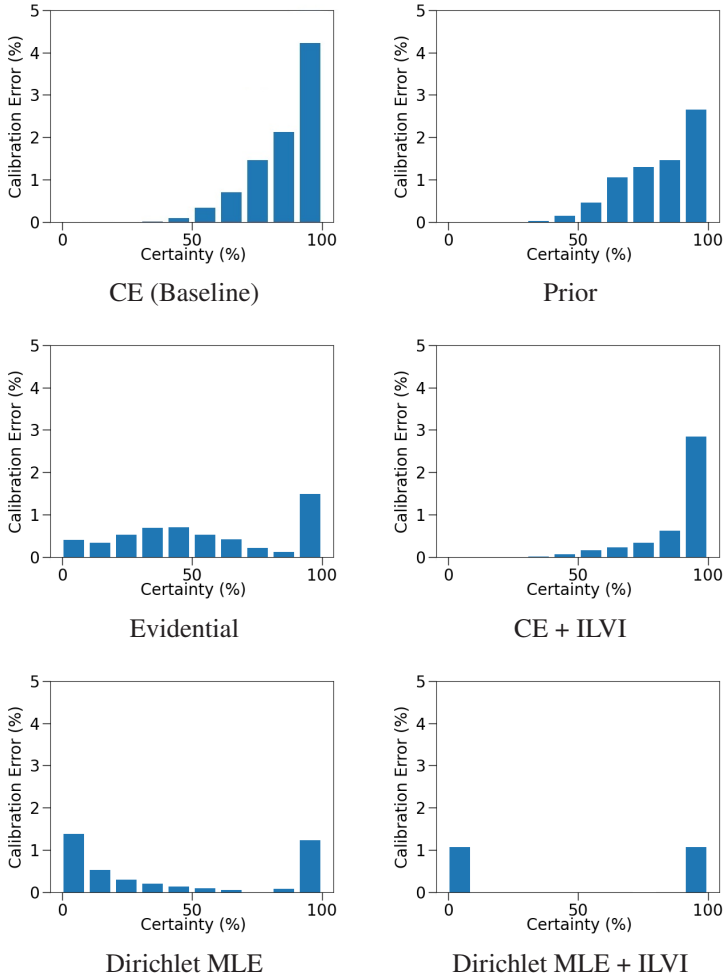 5
4
3
2
1
0
Calibration Error (%)
0 50 100
Certainty (%)
CE (Baseline)
5
4
3
2
1
0
Calibration Error (%)
0 50 100
Certainty (%)
Prior
5
4
3
2
1
0
Calibration Error (%)
0 50 100
Certainty (%)
Evidential
5
4
3
2
1
0
Calibration Error (%)
0 50 100
Certainty (%)
CE + ILVI
5
4
3
2
1
0
Calibration Error (%)
0 50 100
Certainty (%)
Dirichlet MLE
5
4
3
2
1
0
Calibration Error (%)
0 50 100
Certainty (%)
Dirichlet MLE + ILVI